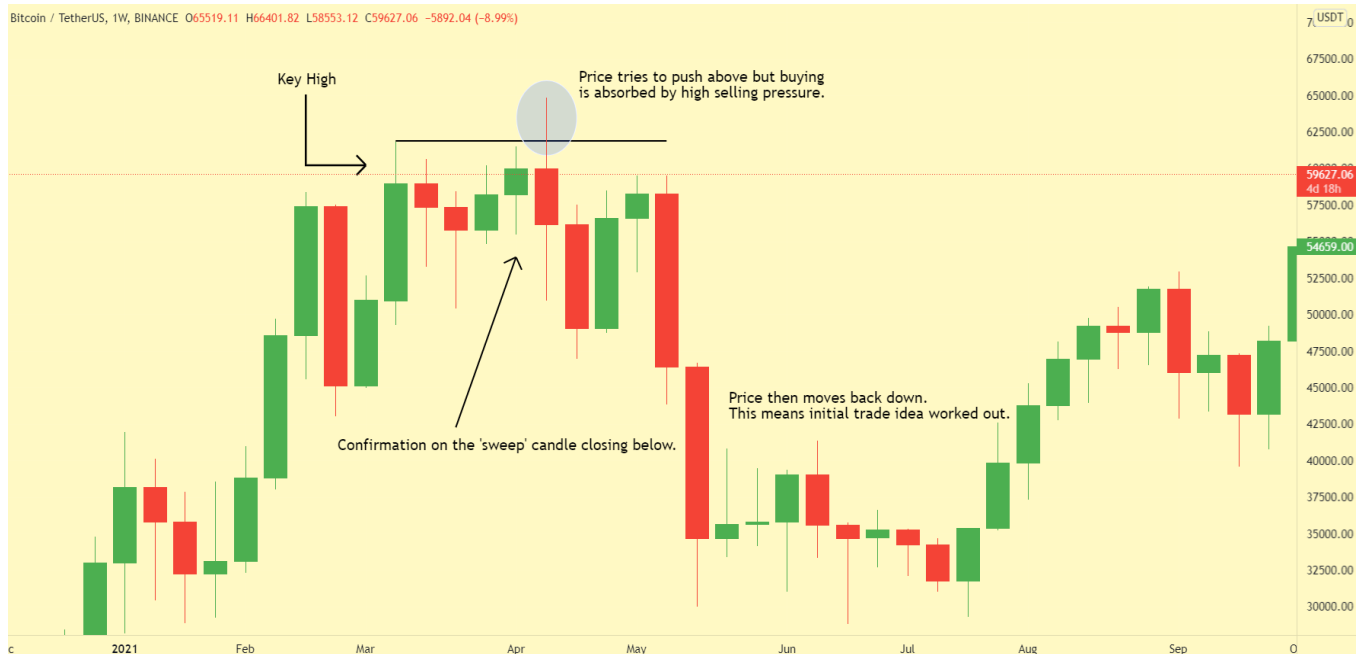 Bitcoin / TetherUS, 1W, BINANCE O65519.11 H66401.82 L58553.12 C59627.06 −5892.04 (−8.99%)
USDT
67500.00
Key High
Price tries to push above but buying
is absorbed by high selling pressure.
65000.00
62500.00
59627.06
4d 18h
57500.00
54659.00
52500.00
50000.00
47500.00
45000.00
Price then moves back down.
This means initial trade idea worked out.
42500.00
Confirmation on the 'sweep' candle closing below.
40000.00
37500.00
35000.00
32500.00
30000.00
c 2021 Feb Mar Apr May Jun Jul Aug Sep O